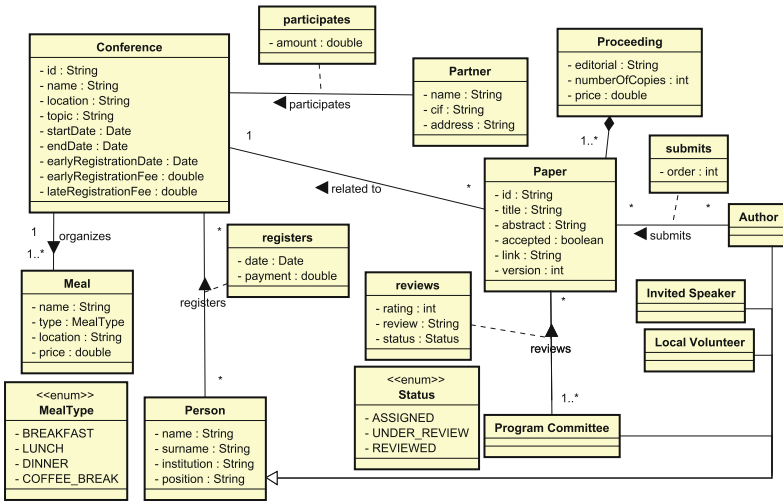 participates
- amount : double
Conference
- id : String
- name : String
- location : String
- topic : String
- startDate : Date
- endDate : Date
- earlyRegistrationDate : Date
- earlyRegistrationFee : double
- lateRegistrationFee : double
Partner
- name : String
- cif : String
- address : String
Proceeding
- editorial : String
- numberOfCopies : int
- price : double
participates
1
1..*
submits
- order : int
Paper
- id : String
- title : String
- abstract : String
- accepted : boolean
- link : String
- version : int
related to
*
*
*
submits
Author
1
organizes
1..*
*
registers
- date : Date
- payment : double
registers
Meal
- name : String
- type : MealType
- location : String
- price : double
reviews
- rating : int
- review : String
- status : Status
*
reviews
1..*
Invited Speaker
Local Volunteer
<<enum>>
MealType
- BREAKFAST
- LUNCH
- DINNER
- COFFEE_BREAK
*
Person
- name : String
- surname : String
- institution : String
- position : String
<<enum>>
Status
- ASSIGNED
- UNDER_REVIEW
- REVIEWED
Program Committee